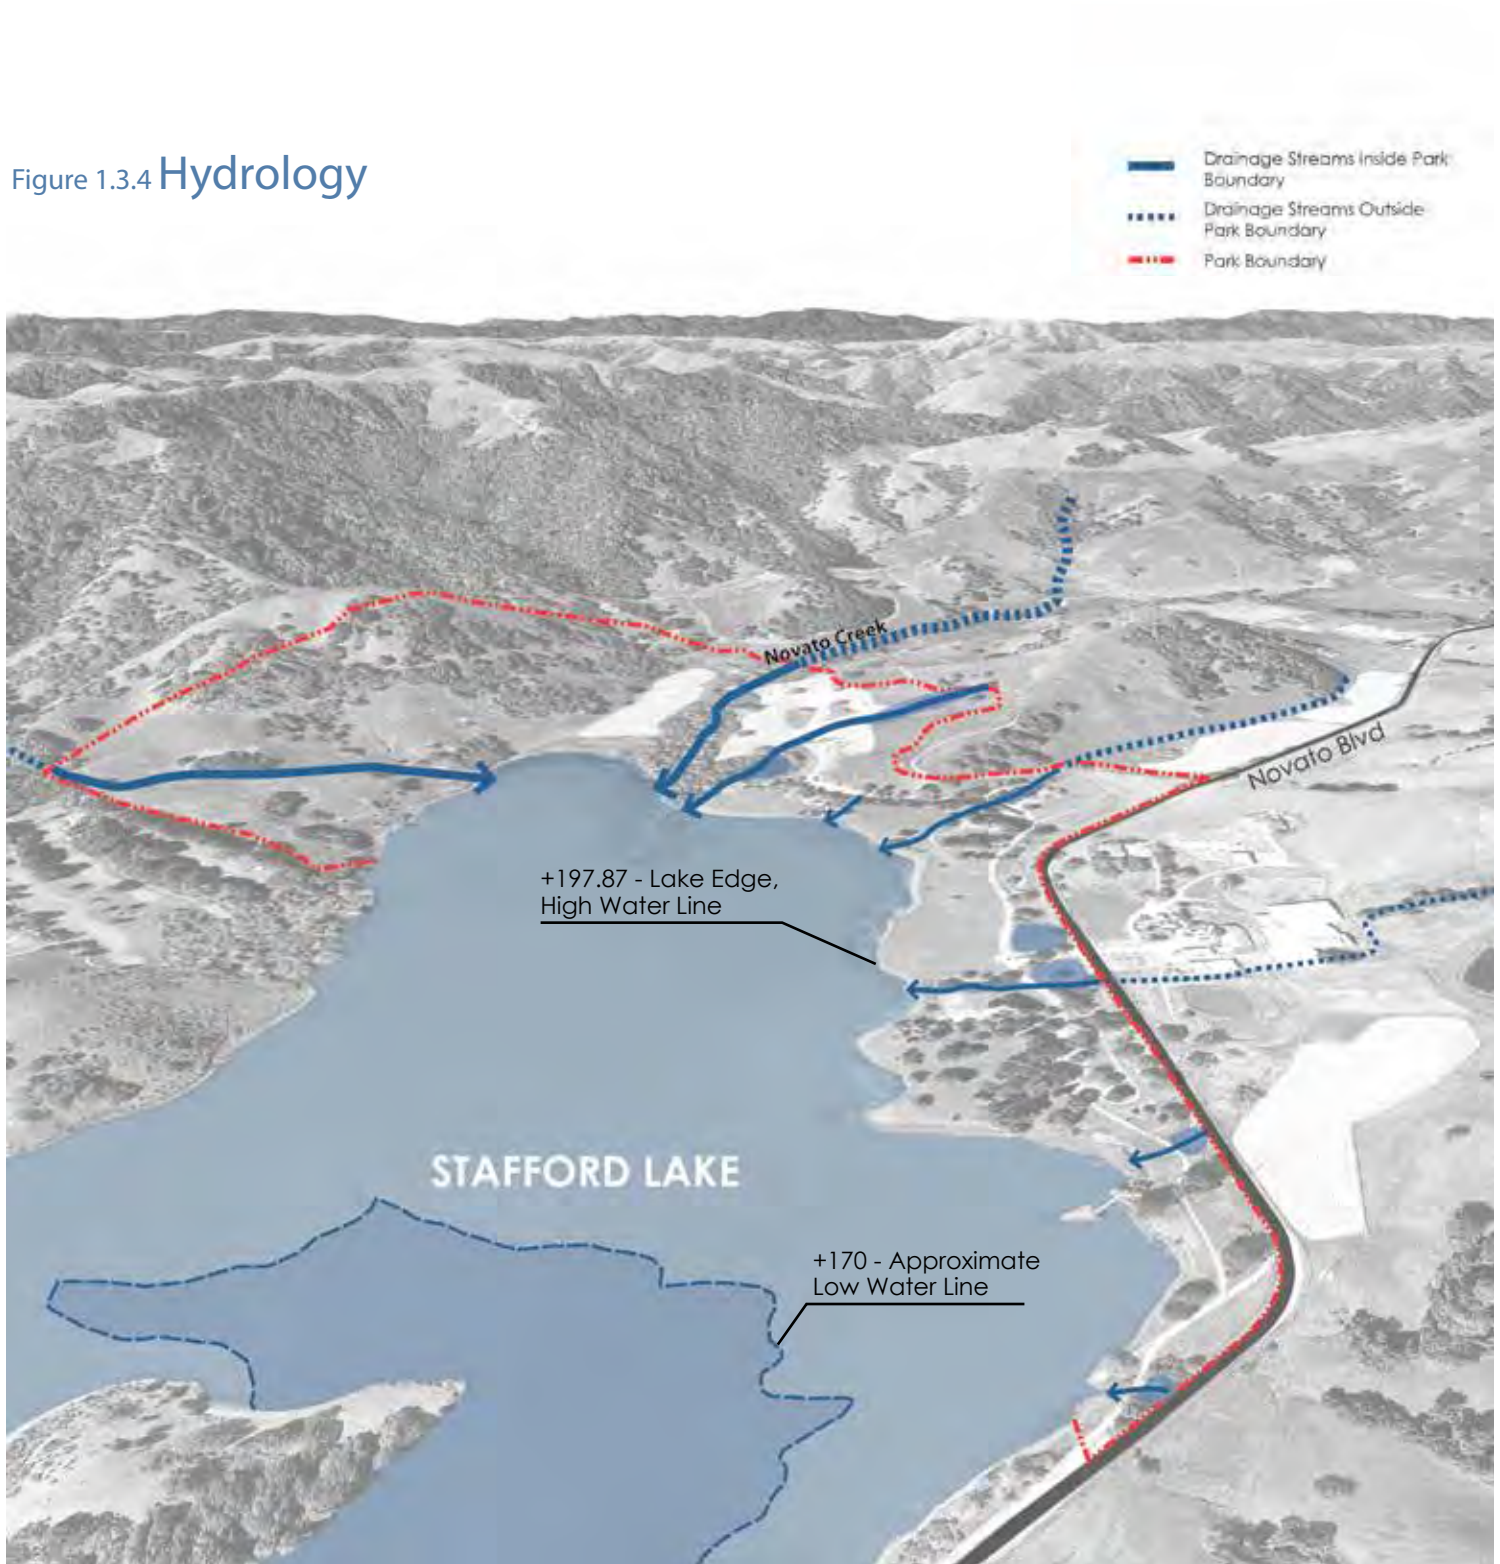 Figure 1.3.4 Hydrology
Drainage Streams Inside Park
Boundary
Drainage Streams Outside
Park Boundary
Park Boundary
Novato Creek
Novato Blvd
+197.87 - Lake Edge,
High Water Line
STAFFORD LAKE
+170 - Approximate
Low Water Line